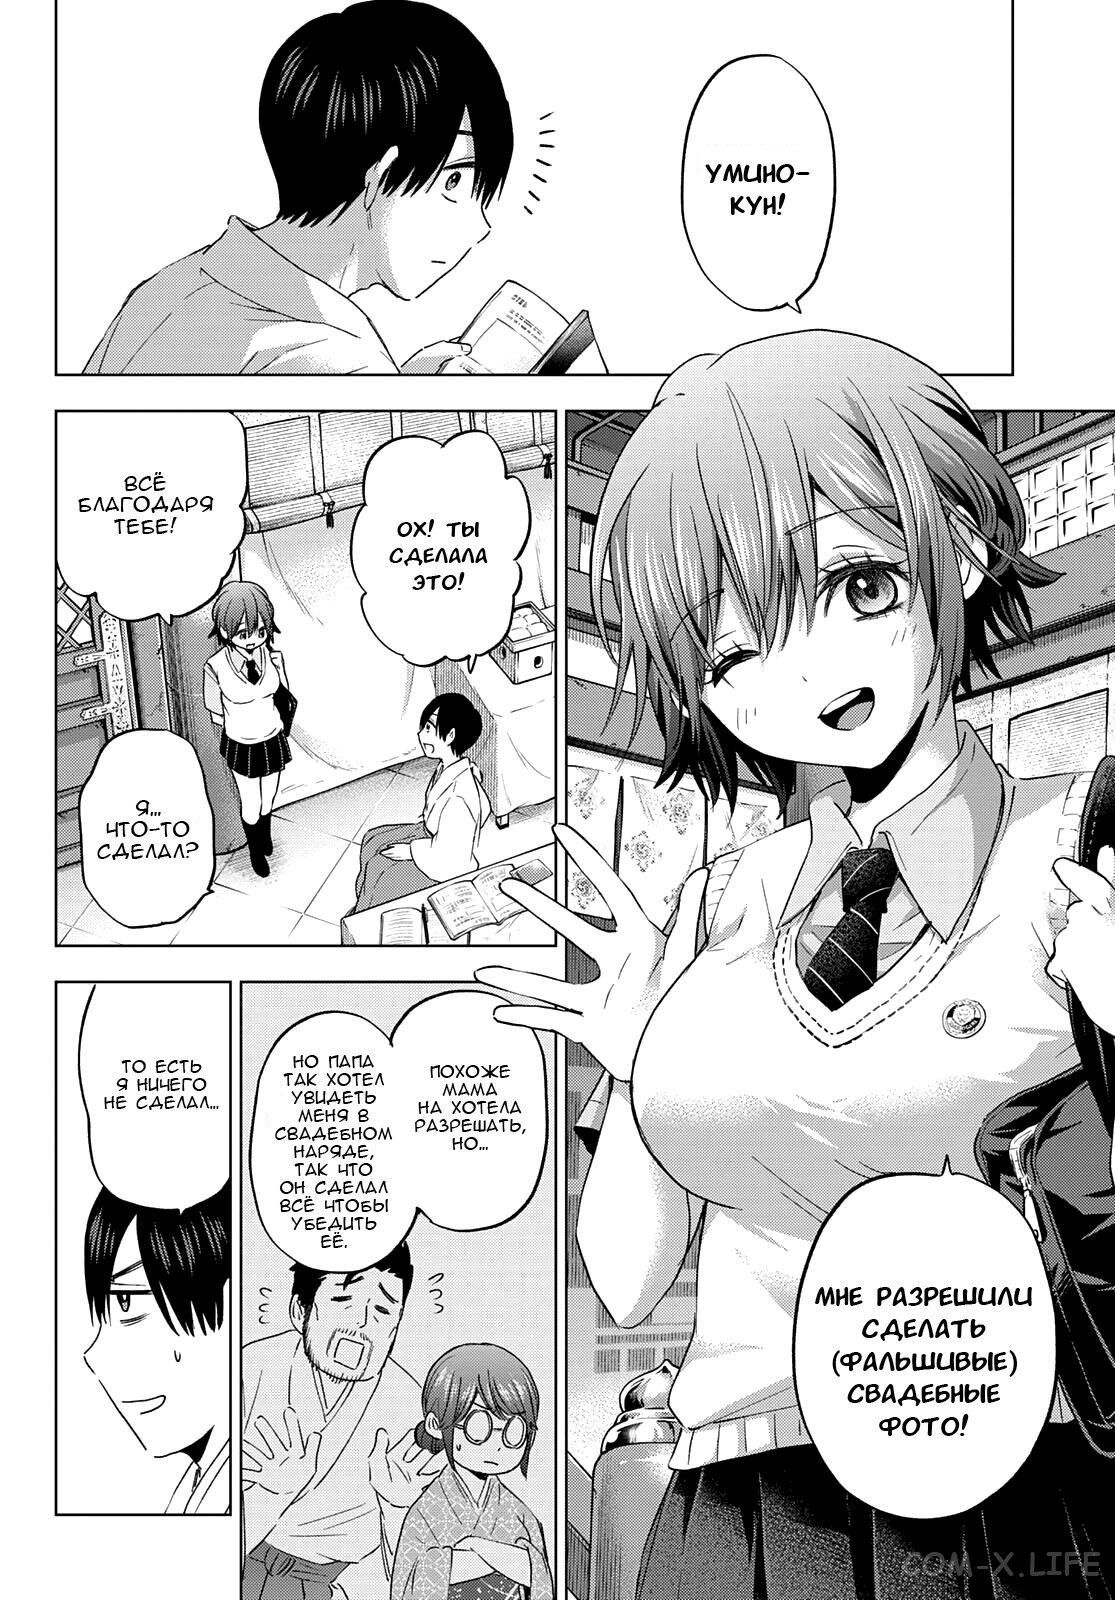 УМИНО-
КУН!
МНЕ РАЗРЕШИЛИ
СДЕЛАТЬ
(ФАЛЬШИВЫЕ)
СВАДЕБНЫЕ
ФОТО!
ОХ! ТЫ
СДЕЛАЛА
ЭТО!
ВСЁ
БЛАГОДАРЯ
ТЕБЕ!
Я...
ЧТО-ТО
СДЕЛАЛ?
ПОХОЖЕ
МАМА
НА ХОТЕЛА
РАЗРЕШАТЬ,
НО...
НО ПАПА
ТАК ХОТЕЛ
УВИДЕТЬ
МЕНЯ В
СВАДЕБНОМ
НАРЯДЕ,
ТАК ЧТО
ОН СДЕЛАЛ
ВСЁ ЧТОБЫ
УБЕДИТЬ
ЕЁ.
ТО ЕСТЬ
Я НИЧЕГО
НЕ СДЕЛАЛ...
COM-X.LIFE